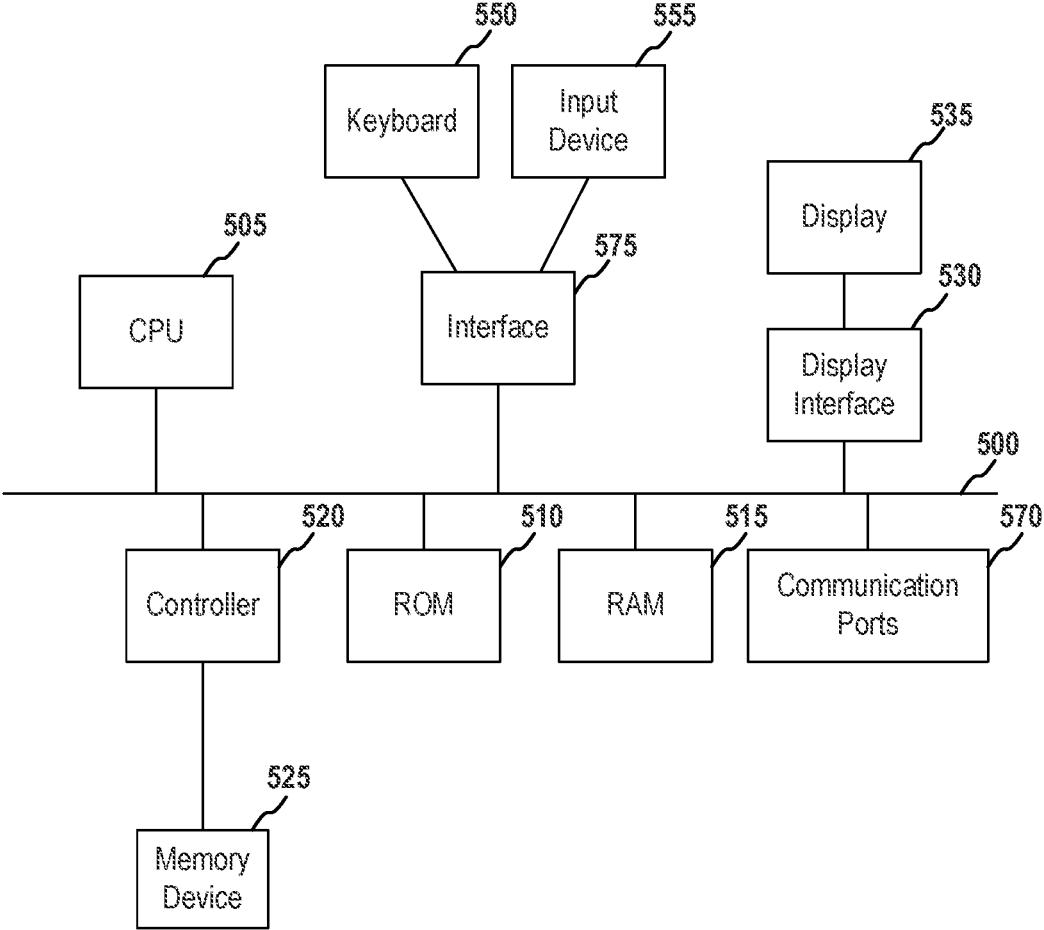 550
555
Keyboard
Input
Device
535
Display
505
575
530
CPU
Interface
Display
Interface
500
520
510
515
570
Controller
ROM
RAM
Communication
Ports
525
Memory
Device